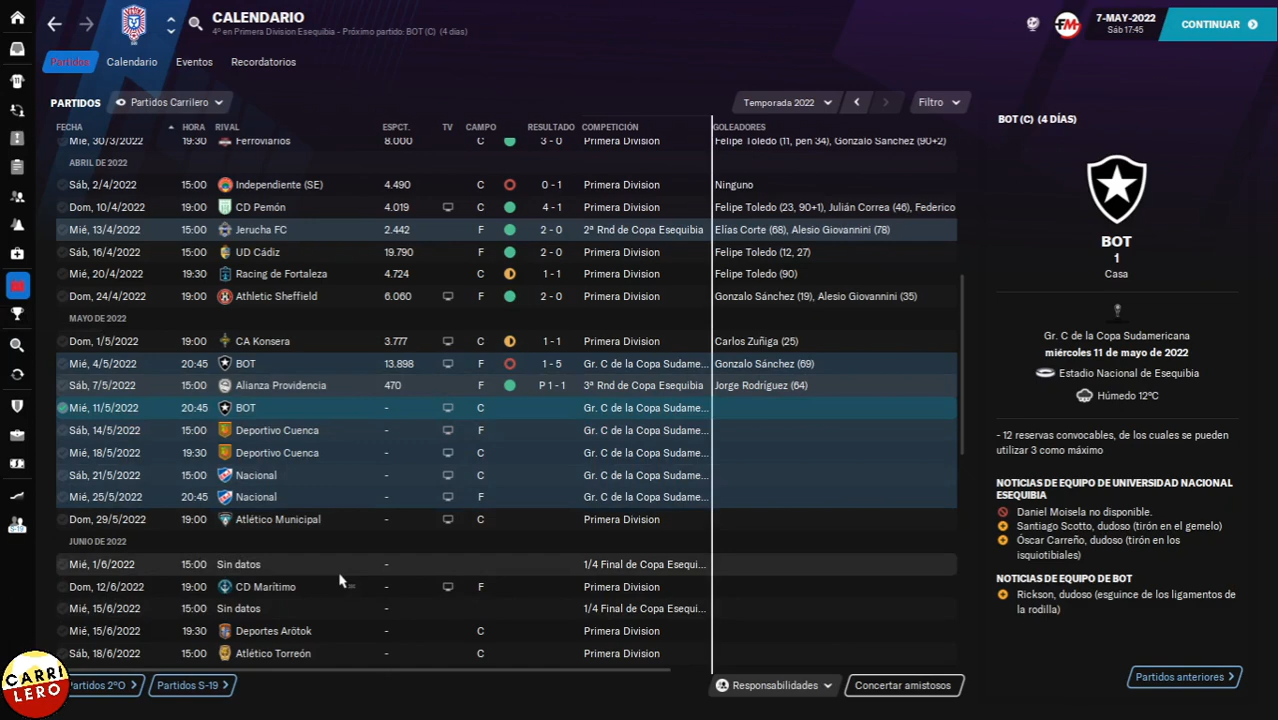 CALENDARIO
4º en Primera Division Esequibia - Próximo partido: BOT (C) (4 días)
FM
7-MAY-2022
Sáb 17:45
CONTINUAR
Partidos Calendario Eventos Recordatorios
PARTIDOS Partidos Carrilero Temporada 2022 Filtro
FECHA HORA RIVAL ESPCT. TV CAMPO RESULTADO COMPETICIÓN GOLEADORES
Mié, 30/3/2022 19:30 Ferroviarios 8.000 C 3 - 0 Primera Division Felipe Toledo (11, pen 34), Gonzalo Sánchez (90+2)
ABRIL DE 2022
Sáb, 2/4/2022 15:00 Independiente (SE) 4.490 C 0 - 1 Primera Division Ninguno
Dom, 10/4/2022 19:00 CD Pemón 4.019 C 4 - 1 Primera Division Felipe Toledo (23, 90+1), Julián Correa (46), Federico
Mié, 13/4/2022 15:00 Jerucha FC 2.442 F 2 - 0 2ª Rnd de Copa Esequibia Elías Corte (68), Alesio Giovannini (78)
Sáb, 16/4/2022 15:00 UD Cádiz 19.790 F 2 - 0 Primera Division Felipe Toledo (12, 27)
Mié, 20/4/2022 19:30 Racing de Fortaleza 4.724 C 1 - 1 Primera Division Felipe Toledo (90)
Dom, 24/4/2022 19:00 Athletic Sheffield 6.060 F 2 - 0 Primera Division Gonzalo Sánchez (19), Alesio Giovannini (35)
MAYO DE 2022
Dom, 1/5/2022 19:00 CA Konsera 3.777 C 1 - 1 Primera Division Carlos Zuñiga (25)
Mié, 4/5/2022 20:45 BOT 13.898 F 1 - 5 Gr. C de la Copa Sudame... Gonzalo Sánchez (69)
Sáb, 7/5/2022 15:00 Alianza Providencia 470 F P 1 - 1 3ª Rnd de Copa Esequibia Jorge Rodríguez (64)
Mié, 11/5/2022 20:45 BOT - C Gr. C de la Copa Sudame...
Sáb, 14/5/2022 15:00 Deportivo Cuenca - F Gr. C de la Copa Sudame...
Mié, 18/5/2022 19:30 Deportivo Cuenca - C Gr. C de la Copa Sudame...
Sáb, 21/5/2022 15:00 Nacional - C Gr. C de la Copa Sudame...
Mié, 25/5/2022 20:45 Nacional - F Gr. C de la Copa Sudame...
Dom, 29/5/2022 19:00 Atlético Municipal - C Primera Division
JUNIO DE 2022
Mié, 1/6/2022 15:00 Sin datos - 1/4 Final de Copa Esequi...
Dom, 12/6/2022 19:00 CD Marítimo - F Primera Division
Mié, 15/6/2022 15:00 Sin datos - 1/4 Final de Copa Esequi...
Mié, 15/6/2022 19:30 Deportes Arötok C Primera Division
Sáb, 18/6/2022 15:00 Atlético Torreón C Primera Division
CARRI
LERO
artidos 2ºO Partidos S-19 Responsabilidades Concertar amistosos
BOT (C) (4 DÍAS)
BOT
1
Casa
Gr. C de la Copa Sudamericana
miércoles 11 de mayo de 2022
Estadio Nacional de Esequibia
Húmedo 12ºC
- 12 reservas convocables, de los cuales se pueden
utilizar 3 como máximo
NOTICIAS DE EQUIPO DE UNIVERSIDAD NACIONAL
ESEQUIBIA
Daniel Moisela no disponible.
Santiago Scotto, dudoso (tirón en el gemelo)
Óscar Carreño, dudoso (tirón en los
isquiotibiales)
NOTICIAS DE EQUIPO DE BOT
Rickson, dudoso (esguince de los ligamentos de
la rodilla)
Partidos anteriores